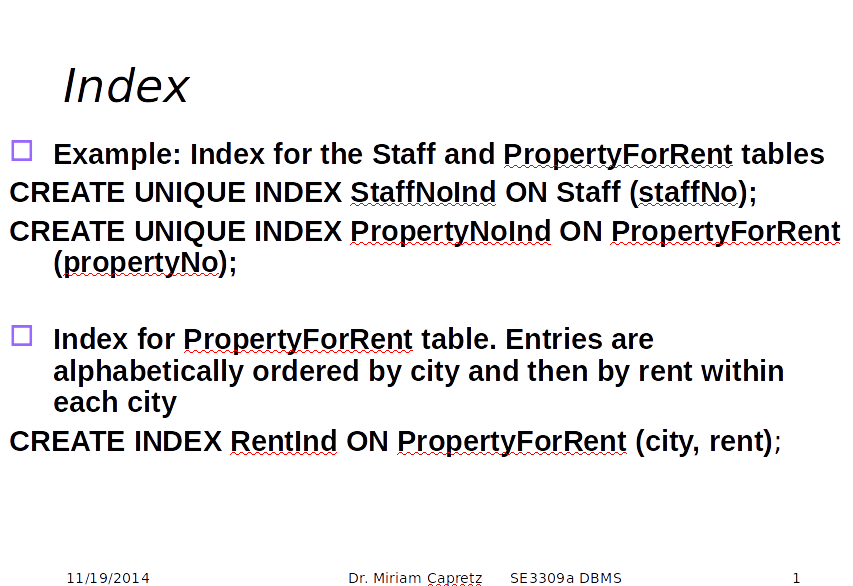 Index
Example: Index for the Staff and PropertyForRent tables
CREATE UNIQUE INDEX StaffNoInd ON Staff (staffNo);
CREATE UNIQUE INDEX PropertyNoInd ON PropertyForRent
(propertyNo);
Index for PropertyForRent table. Entries are
alphabetically ordered by city and then by rent within
each city
CREATE INDEX RentInd ON PropertyForRent (city, rent);
11/19/2014 Dr. Miriam Capretz SE3309a DBMS 1